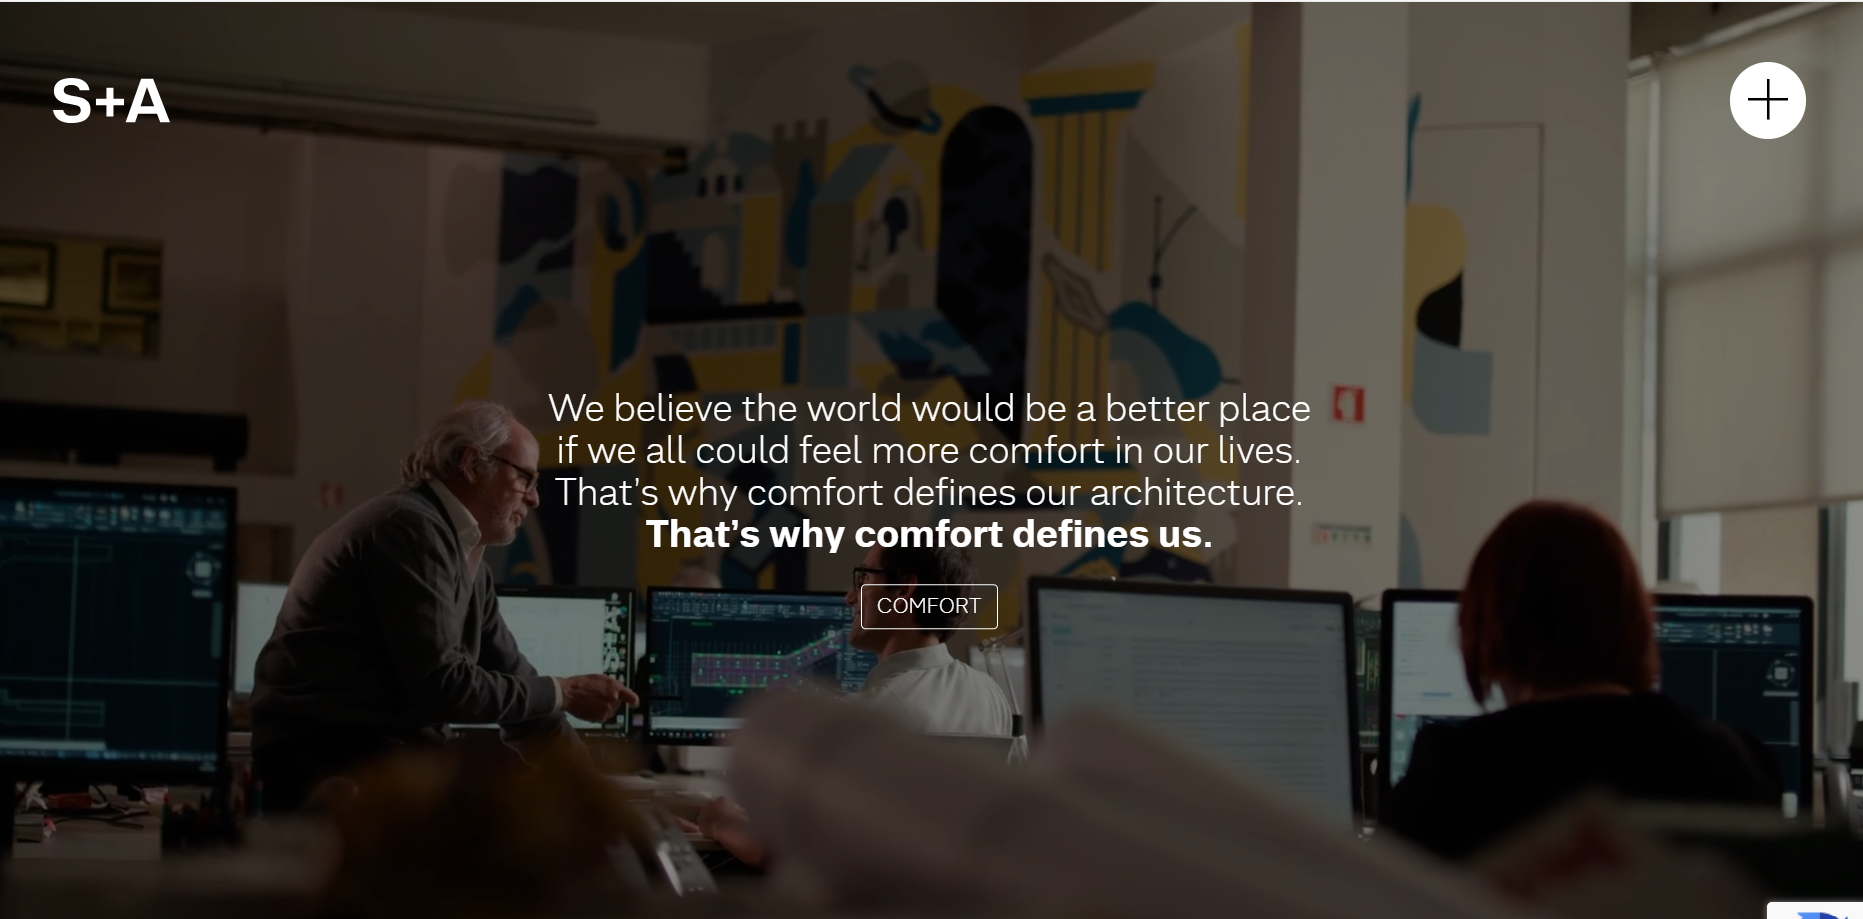 S+A
We believe the world would be a better place
if we all could feel more comfort in our lives.
That's why comfort defines our architecture.
That's why comfort defines us.
COMFORT